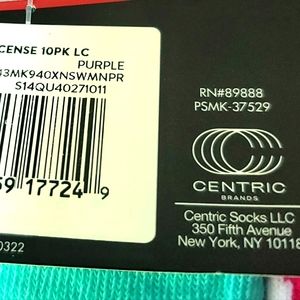 CENSE 10PK LC
PURPLE
43MK940XNSWMNPR
S14QU40271011
17724 9
0322
RN#89888
PSMK-37529
CENTRIC
BRANDS
Centric Socks LLC
350 Fifth Avenue
New York, NY 10118